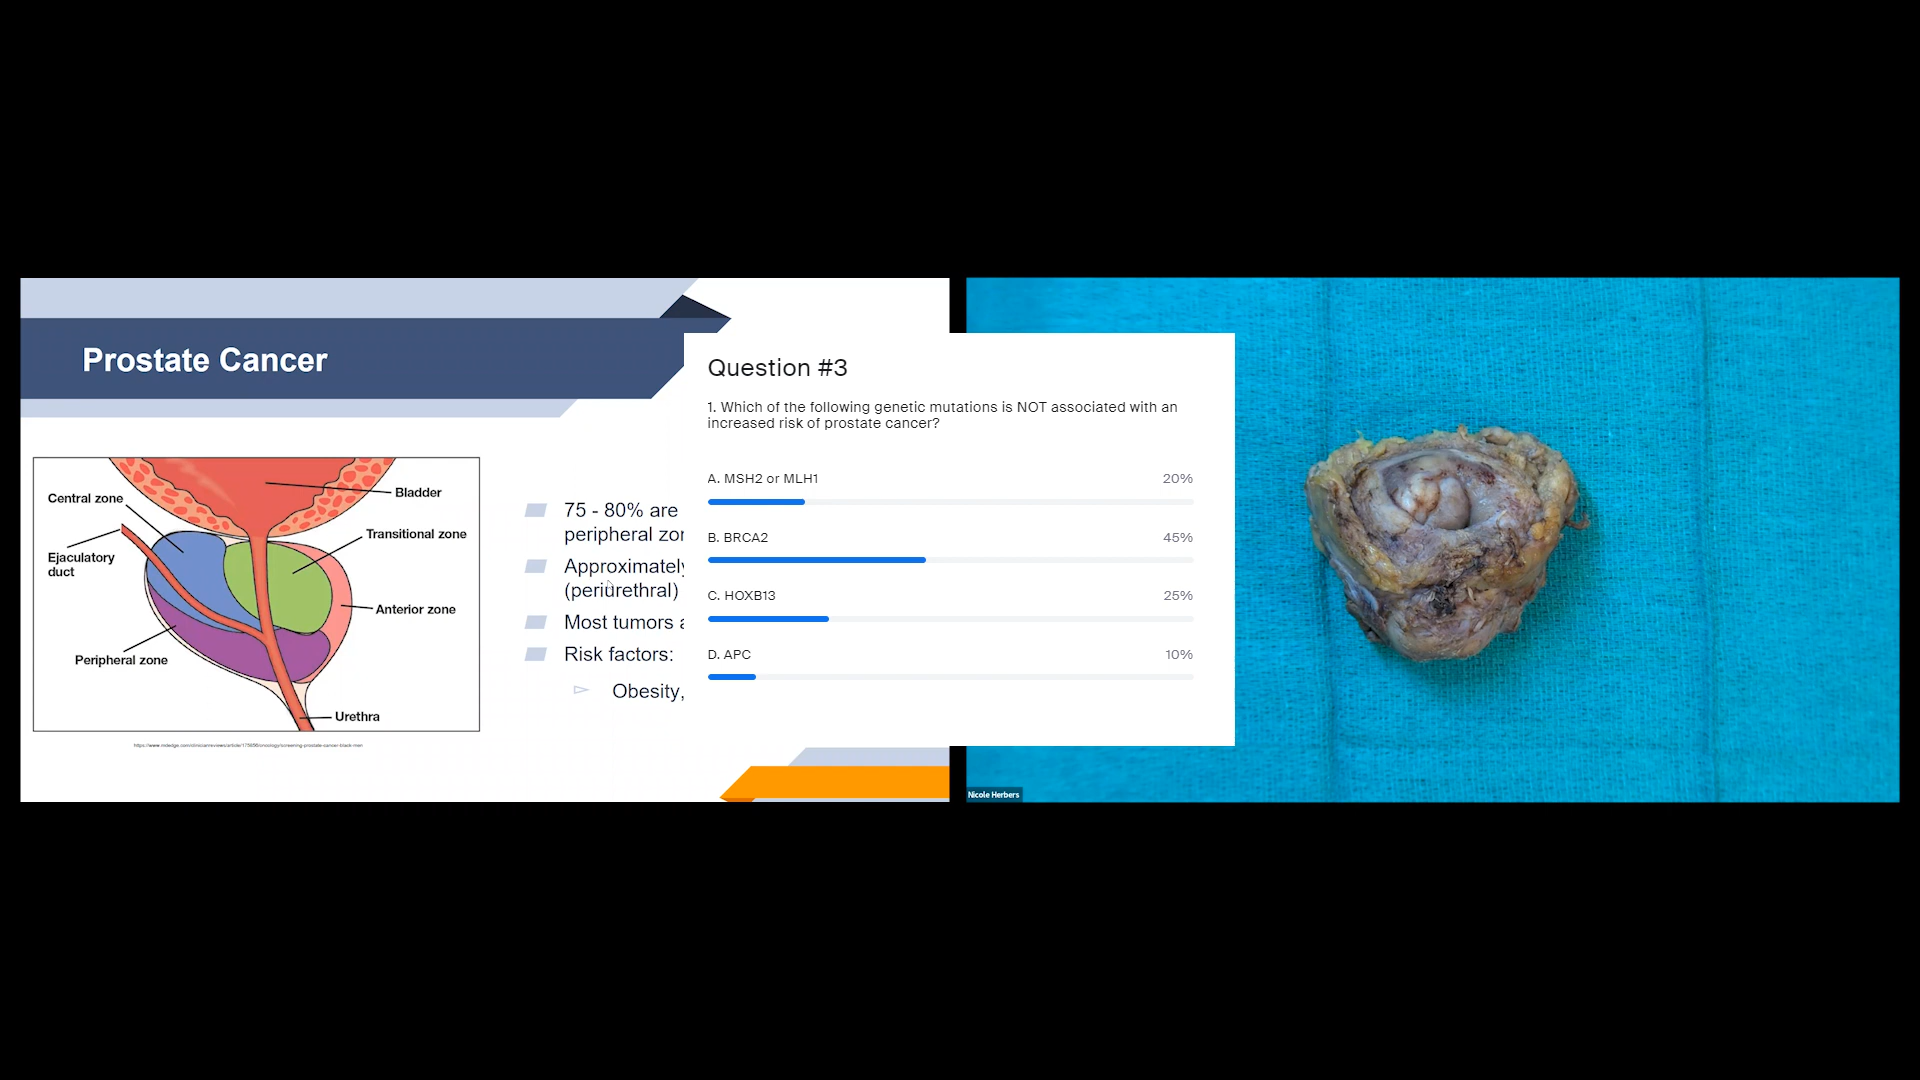 Prostate Cancer
Central zone
Bladder
Transitional zone
Ejaculatory
duct
Anterior zone
Peripheral zone
Urethra
75 - 80% are
peripheral zon
Approximately
(periurethral)
Most tumors a
Risk factors:
Obesity,
Question #3
1. Which of the following genetic mutations is NOT associated with an
increased risk of prostate cancer?
A. MSH2 or MLH1 20%
B. BRCA2 45%
C. HOXB13 25%
D. APC 10%
Nicole Herbers